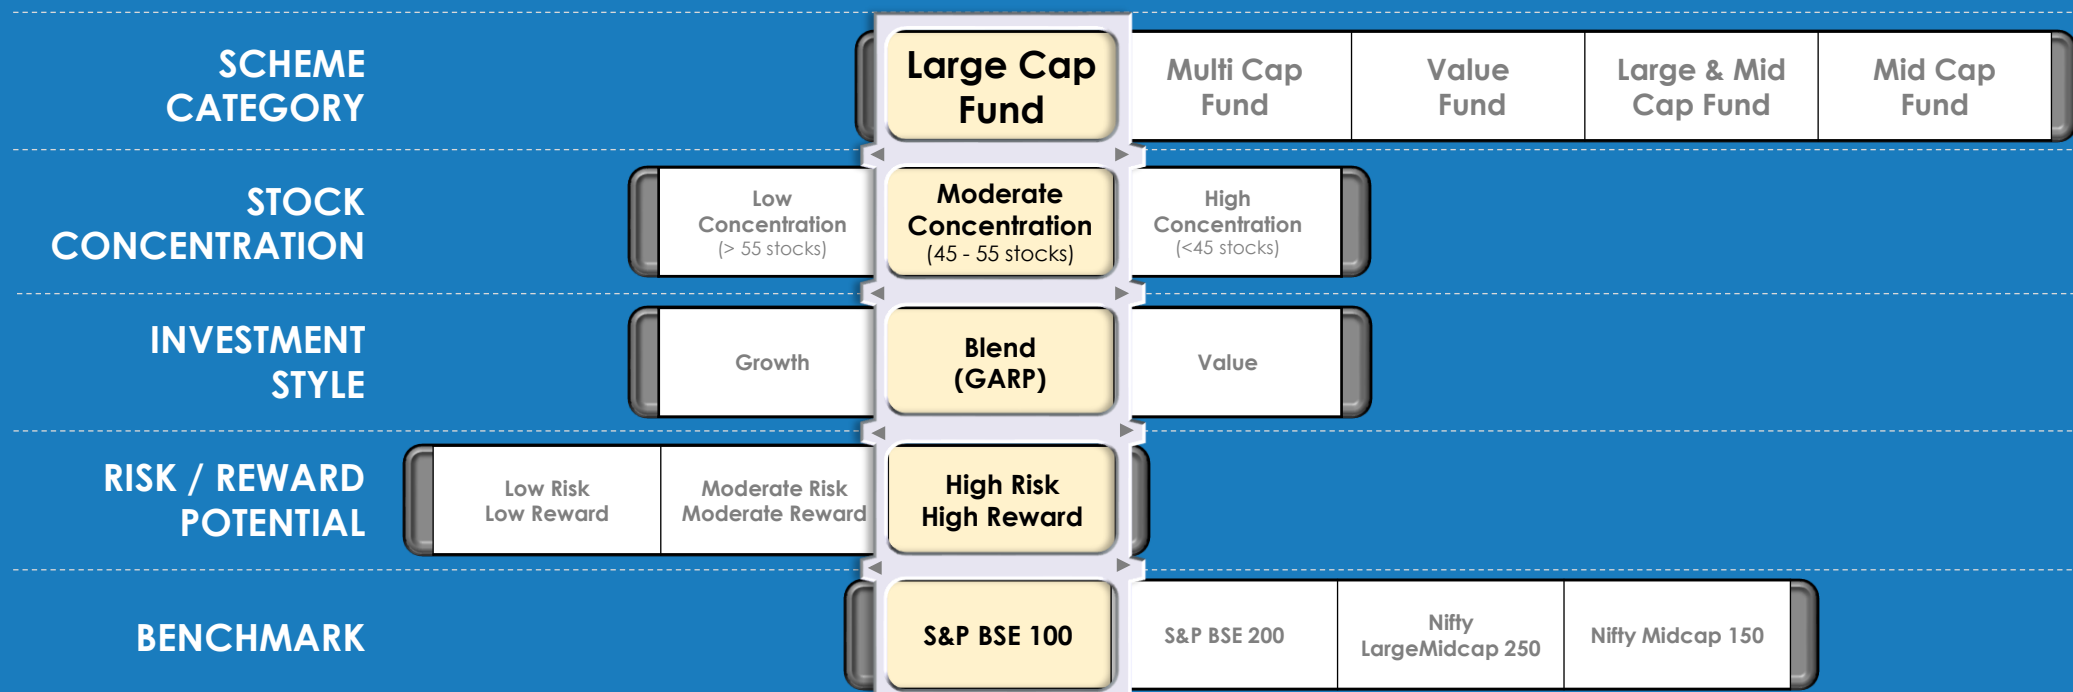 SCHEME
CATEGORY
Large Cap
Fund
Multi Cap
Fund
Value
Fund
Large & Mid
Cap Fund
Mid Cap
Fund
STOCK
CONCENTRATION
Low
Concentration
(> 55 stocks)
Moderate
Concentration
(45 - 55 stocks)
High
Concentration
(<45 stocks)
INVESTMENT
STYLE
Growth
Blend
(GARP)
Value
RISK / REWARD
POTENTIAL
Low Risk
Low Reward
Moderate Risk
Moderate Reward
High Risk
High Reward
BENCHMARK
S&P BSE 100
S&P BSE 200
Nifty
LargeMidcap 250
Nifty Midcap 150